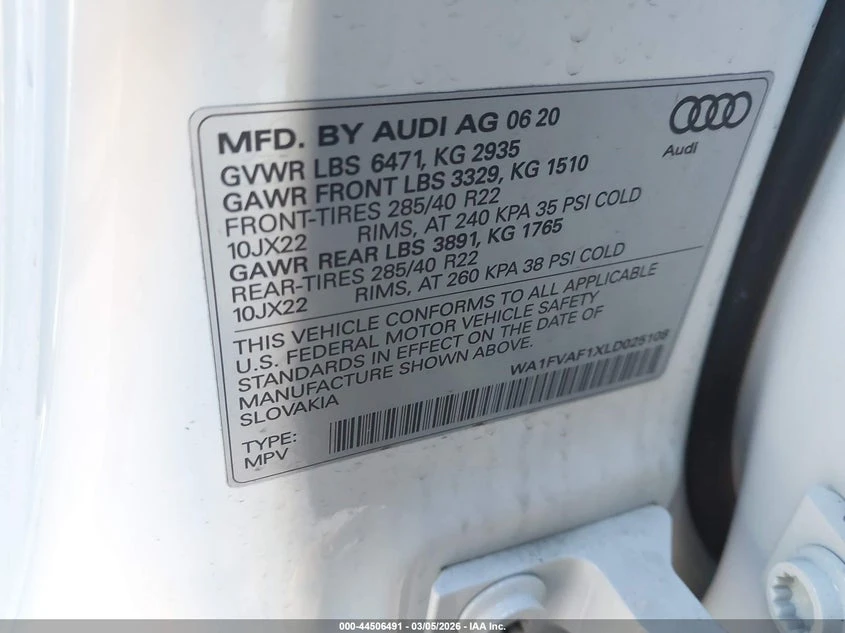 MFD. BY AUDI AG 06 20
Audi
GVWR LBS 6471, KG 2935
GAWR FRONT LBS 3329, KG 1510
FRONT-TIRES 285/40 R22
10JX22 RIMS, AT 240 KPA 35 PSI COLD
GAWR REAR LBS 3891, KG 1765
REAR-TIRES 285/40 R22
10JX22 RIMS, AT 260 KPA 38 PSI COLD
THIS VEHICLE CONFORMS TO ALL APPLICABLE
U.S. FEDERAL MOTOR VEHICLE SAFETY
STANDARDS IN EFFECT ON THE DATE OF
MANUFACTURE SHOWN ABOVE.
SLOVAKIA
WA1FVAF1XLD025108
TYPE:
MPV
000-44506491 - 03/05/2026 - IAA Inc.